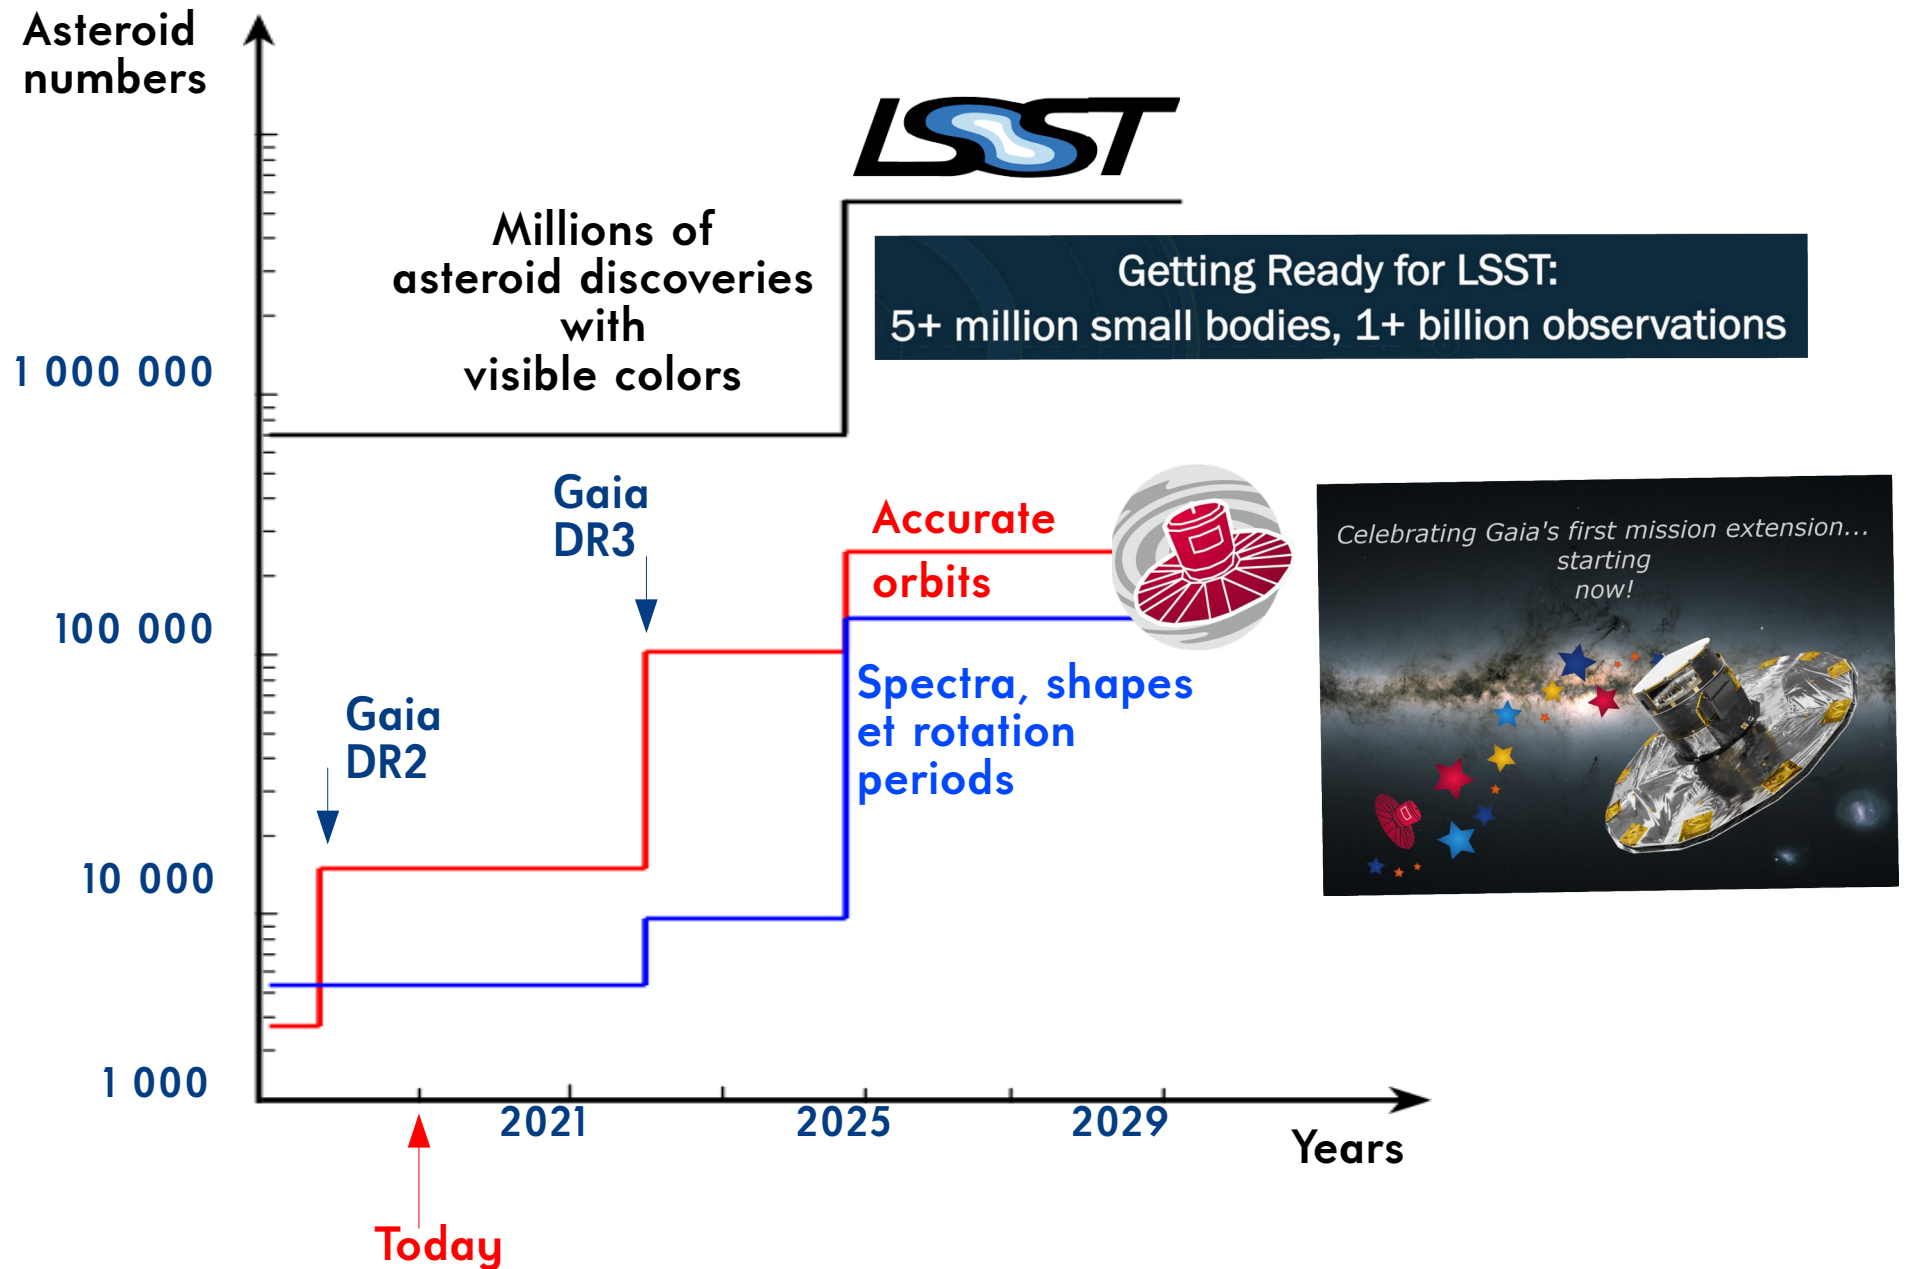 Asteroid
numbers
LSST
Millions of
asteroid discoveries
with
visible colors
Getting Ready for LSST:
5+ million small bodies, 1+ billion observations
1 000 000
Gaia
DR3
Accurate
orbits
Celebrating Gaia's first mission extension...
starting
now!
100 000
Spectra, shapes
et rotation
periods
Gaia
DR2
10 000
1 000
2021
2025
2029
Years
Today